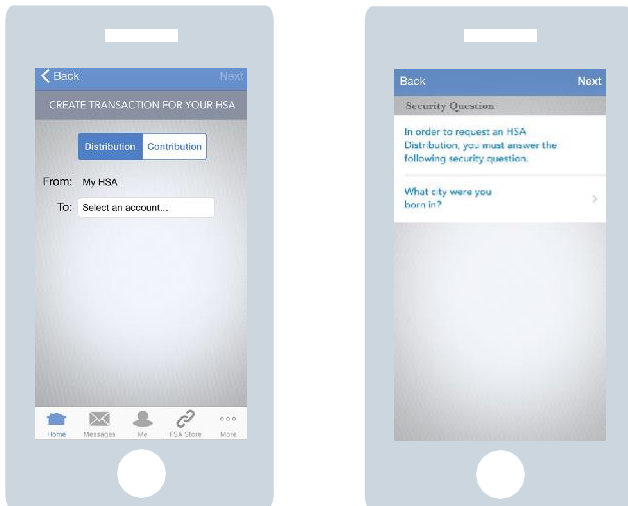 Back Next
CREATE TRANSACTION FOR YOUR HSA
Distribution Contribution
From: My HSA
To: Select an account...
Home Messages Me FSA Store More
Back Next
Security Question
In order to request an HSA
Distribution, you must answer the
following security question.
What city were you
born in?